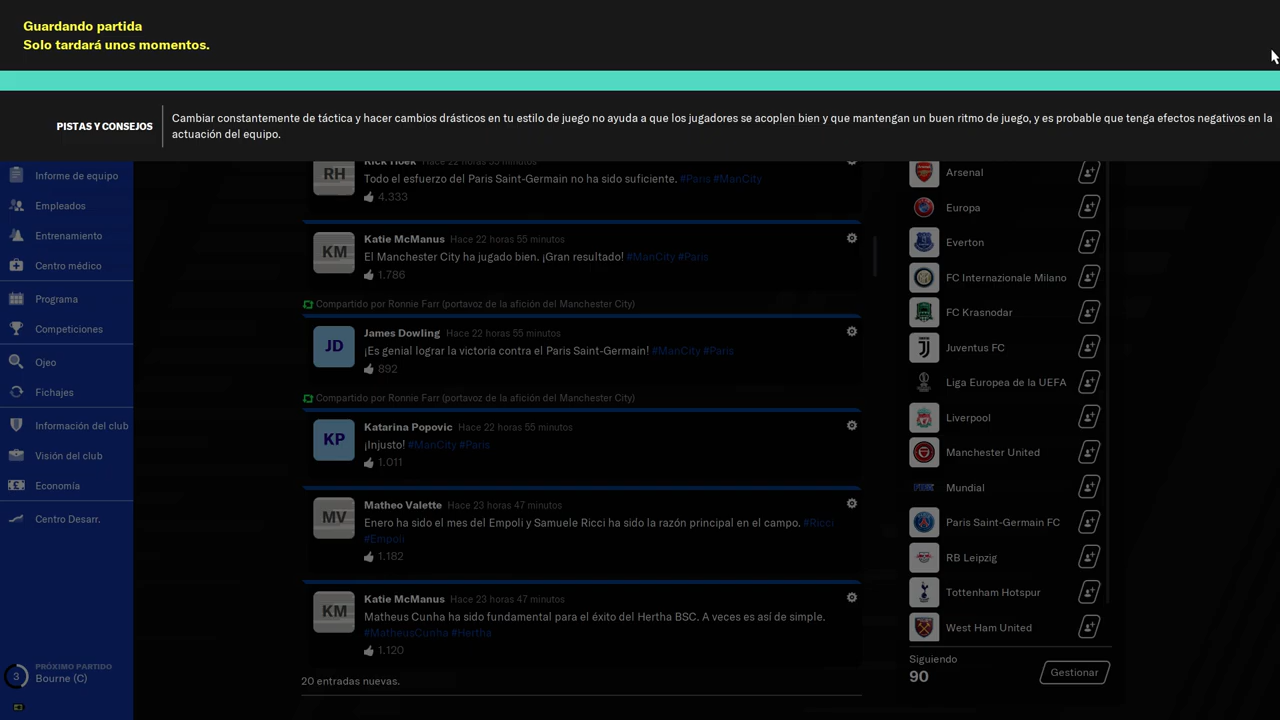 Guardando partida
Solo tardará unos momentos.
PISTAS Y CONSEJOS
Cambiar constantemente de táctica y hacer cambios drásticos en tu estilo de juego no ayuda a que los jugadores se acoplen bien y que mantengan un buen ritmo de juego, y es probable que tenga efectos negativos en la
actuación del equipo.
Informe de equipo
Empleados
Entrenamiento
Centro médico
Programa
Competiciones
Ojeo
Fichajes
Información del club
Visión del club
Economía
Centro Desarr.
3
PRÓXIMO PARTIDO
Bourne (C)
RH
Rick Hoek Hace 22 horas 55 minutos
Todo el esfuerzo del Paris Saint-Germain no ha sido suficiente. #Paris #ManCity
4.333
KM
Katie McManus Hace 22 horas 55 minutos
El Manchester City ha jugado bien. ¡Gran resultado! #ManCity #Paris
1.786
Compartido por Ronnie Farr (portavoz de la afición del Manchester City)
JD
James Dowling Hace 22 horas 55 minutos
¡Es genial lograr la victoria contra el Paris Saint-Germain! #ManCity #Paris
892
Compartido por Ronnie Farr (portavoz de la afición del Manchester City)
KP
Katarina Popovic Hace 22 horas 55 minutos
¡Injusto! #ManCity #Paris
1.011
MV
Matheo Valette Hace 23 horas 47 minutos
Enero ha sido el mes del Empoli y Samuele Ricci ha sido la razón principal en el campo. #Ricci
#Empoli
1.182
KM
Katie McManus Hace 23 horas 47 minutos
Matheus Cunha ha sido fundamental para el éxito del Hertha BSC. A veces es así de simple.
#MatheusCunha #Hertha
1.120
20 entradas nuevas.
Arsenal
Europa
Everton
FC Internazionale Milano
FC Krasnodar
Juventus FC
Liga Europea de la UEFA
Liverpool
Manchester United
Mundial
Paris Saint-Germain FC
RB Leipzig
Tottenham Hotspur
West Ham United
Siguiendo
90
Gestionar